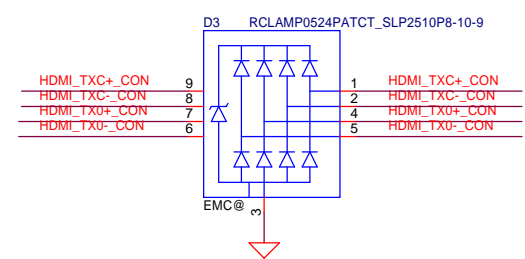 D3 RCLAMP0524PATCT_SLP2510P8-10-9
HDMI_TXC+_CON 9 1 HDMI_TXC+_CON
HDMI_TXC-_CON 8 2 HDMI_TXC-_CON
HDMI_TX0+_CON 7 4 HDMI_TX0+_CON
HDMI_TX0-_CON 6 5 HDMI_TX0-_CON
EMC@ 3